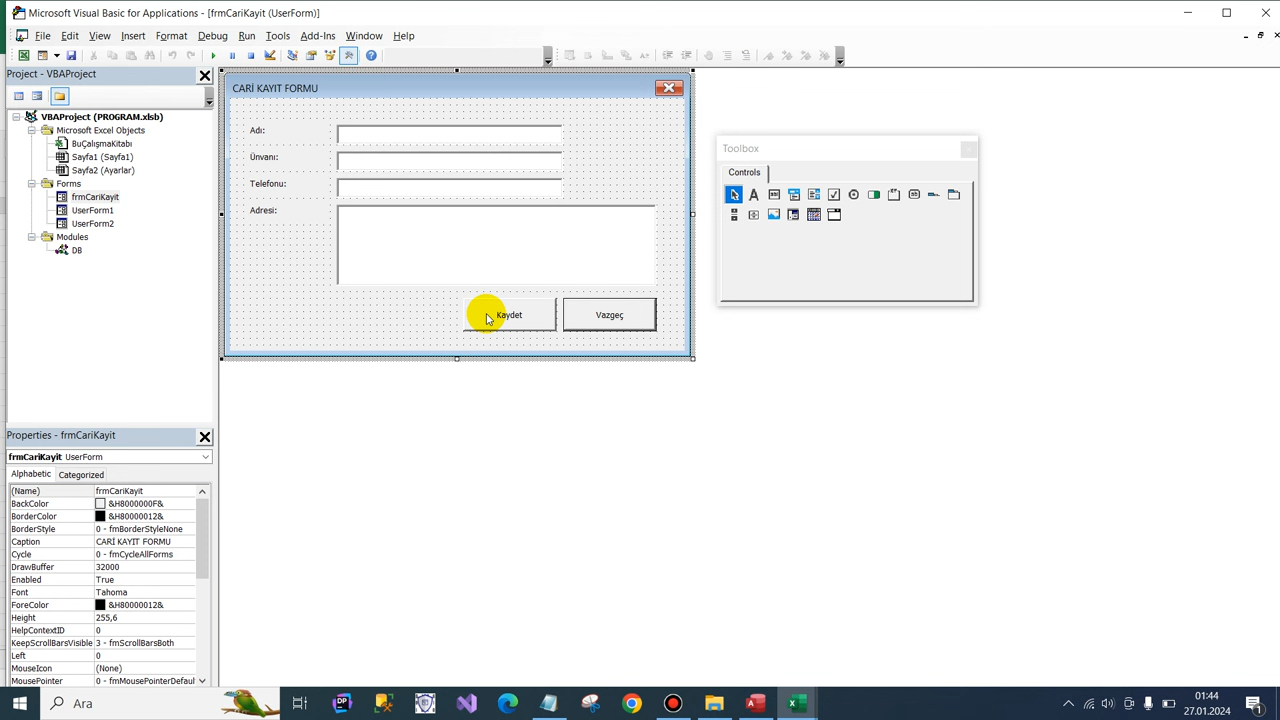 Microsoft Visual Basic for Applications - [frmCariKayit (UserForm)]
File Edit View Insert Format Debug Run Tools Add-Ins Window Help
Project - VBAProject
VBAProject (PROGRAM.xlsb)
Microsoft Excel Objects
BuÇalışmaKitabı
Sayfa1 (Sayfa1)
Sayfa2 (Ayarlar)
Forms
frmCariKayit
UserForm1
UserForm2
Modules
DB
CARİ KAYIT FORMU
Adı:
Ünvanı:
Telefonu:
Adresi:
Kaydet Vazgeç
Toolbox
Controls
Properties - frmCariKayit
frmCariKayit UserForm
Alphabetic Categorized
(Name) frmCariKayit
BackColor &H8000000F&
BorderColor &H80000012&
BorderStyle 0 - fmBorderStyleNone
Caption CARİ KAYIT FORMU
Cycle 0 - fmCycleAllForms
DrawBuffer 32000
Enabled True
Font Tahoma
ForeColor &H80000012&
Height 255,6
HelpContextID 0
KeepScrollBarsVisible 3 - fmScrollBarsBoth
Left 0
MouseIcon (None)
MousePointer 0 - fmMousePointerDefaul
Ara
01:44
27.01.2024